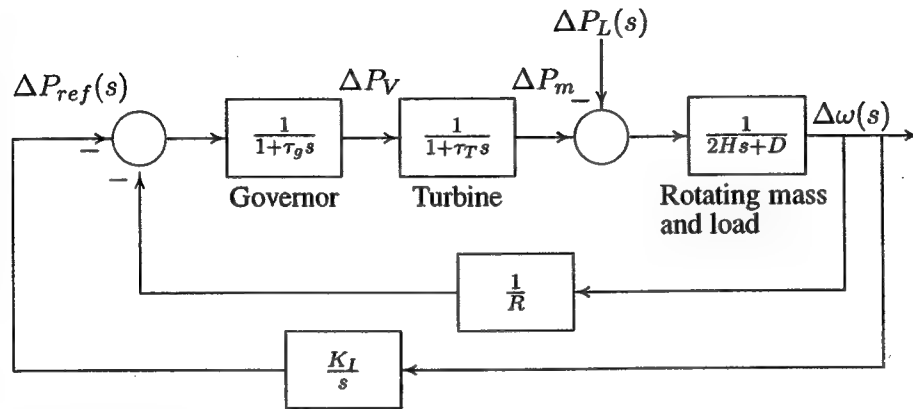 ΔP_L(s)
ΔP_ref(s)
ΔP_V
ΔP_m
Δω(s)
−
−
−
1/(1+τ_g s)
1/(1+τ_T s)
1/(2Hs+D)
Governor
Turbine
Rotating mass
and load
1/R
K_I/s